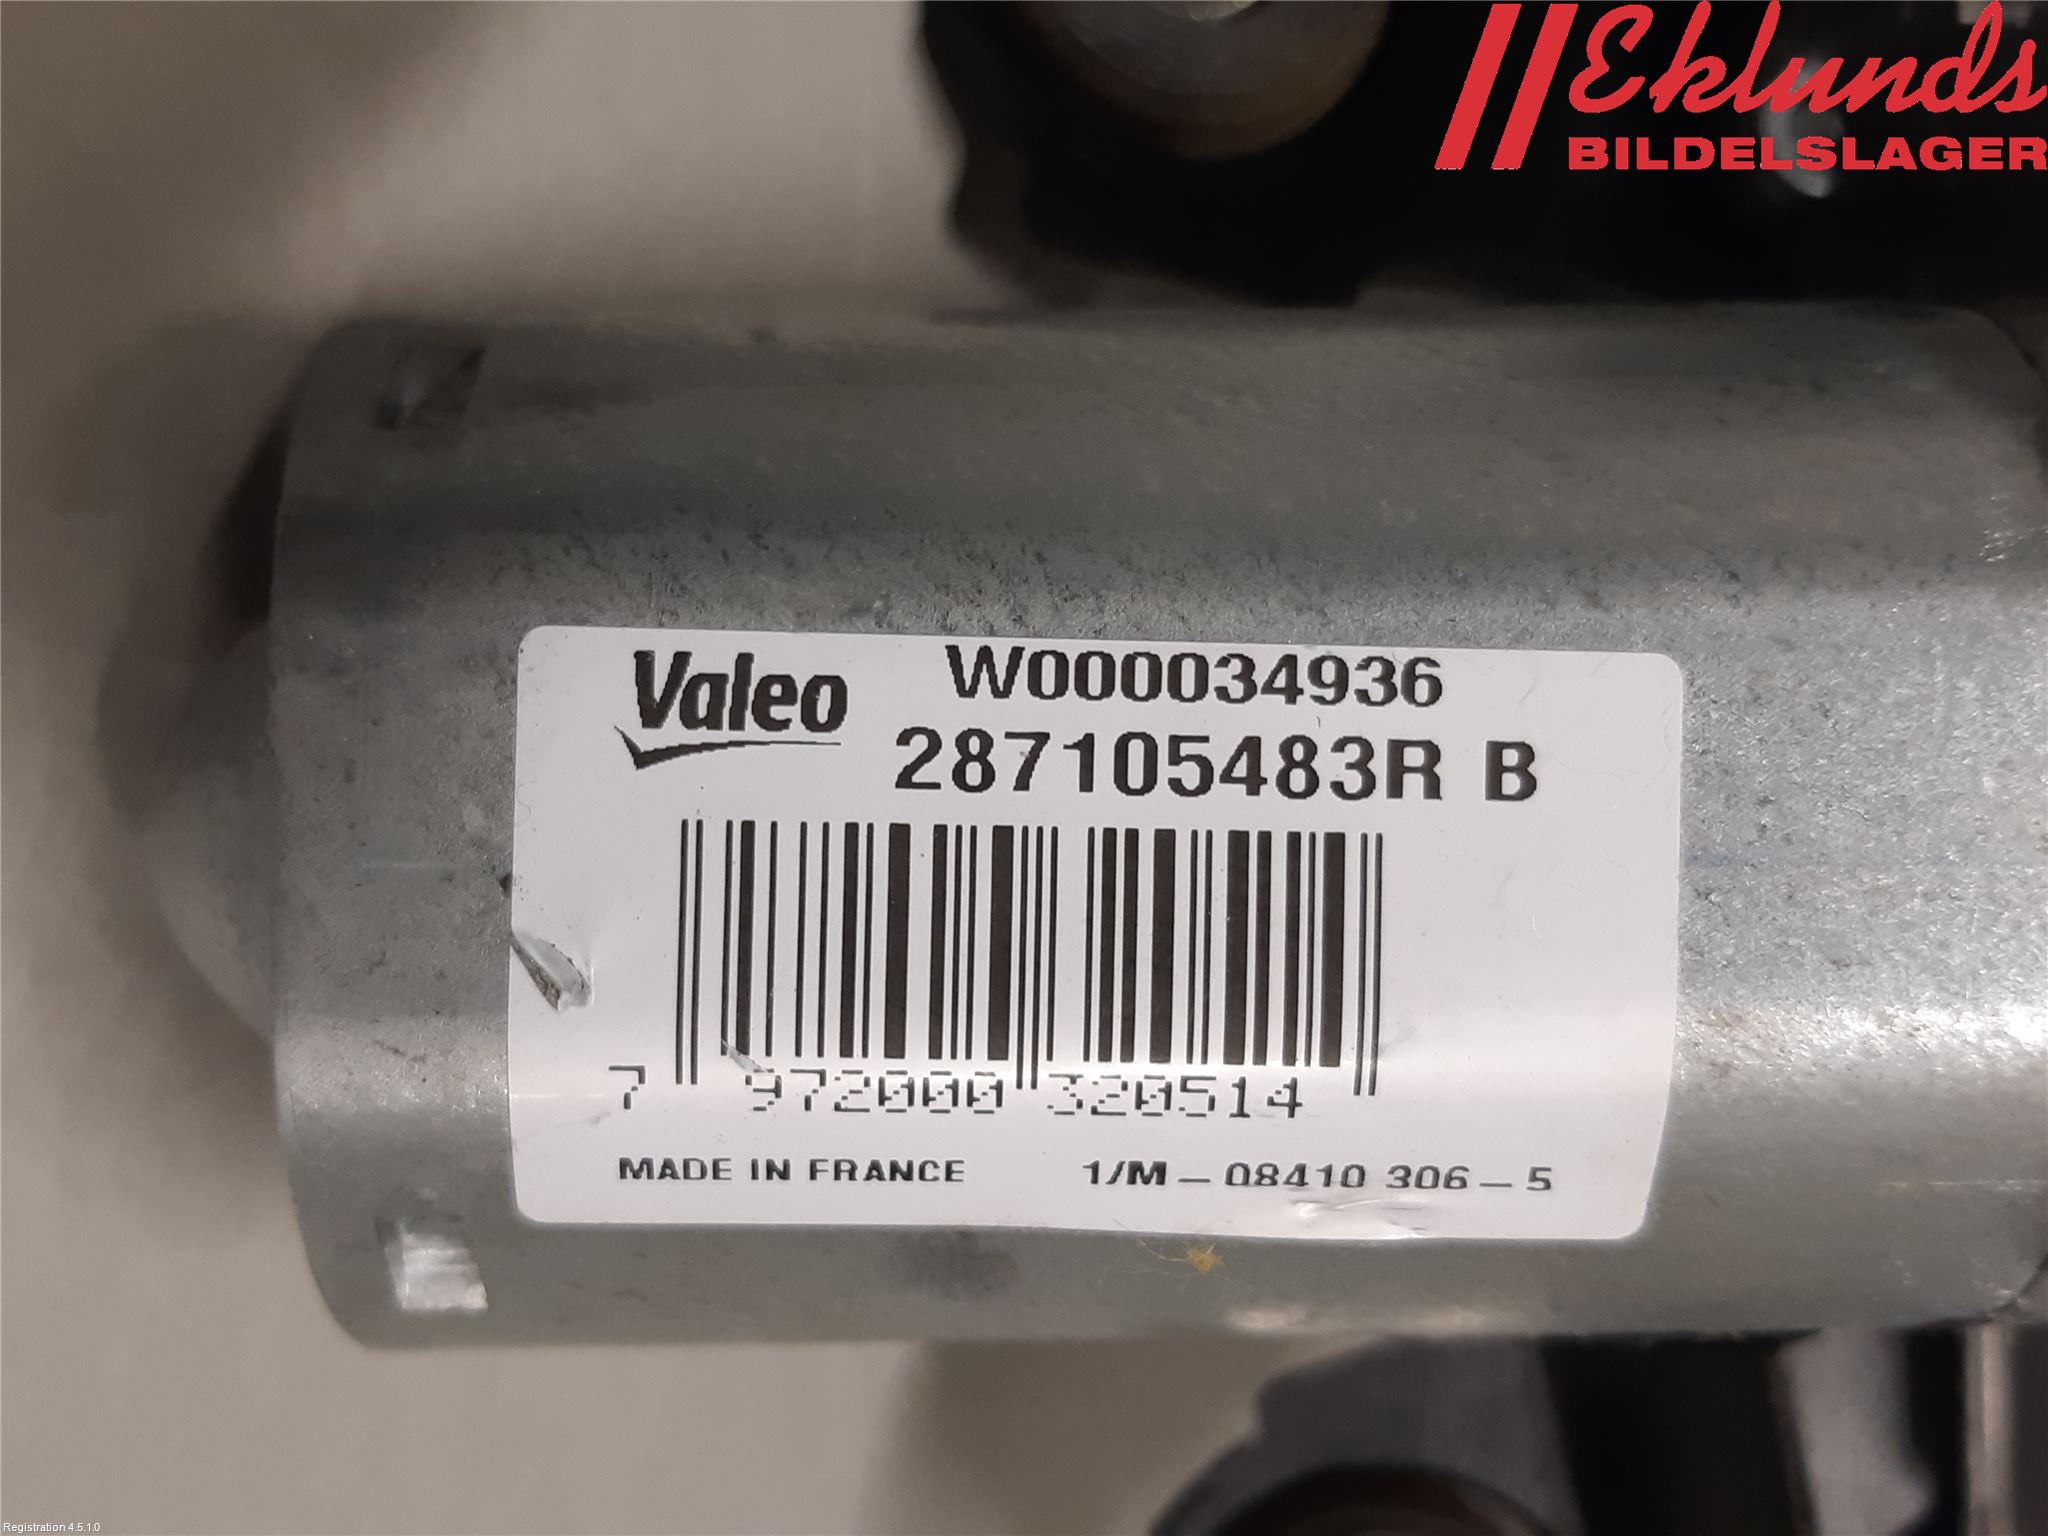 Eklunds
BILDELSLAGER
Valeo
W000034936
287105483R B
7 972000 320514
MADE IN FRANCE 1/M - 08410 306 - 5
Registration 4.5.1.0